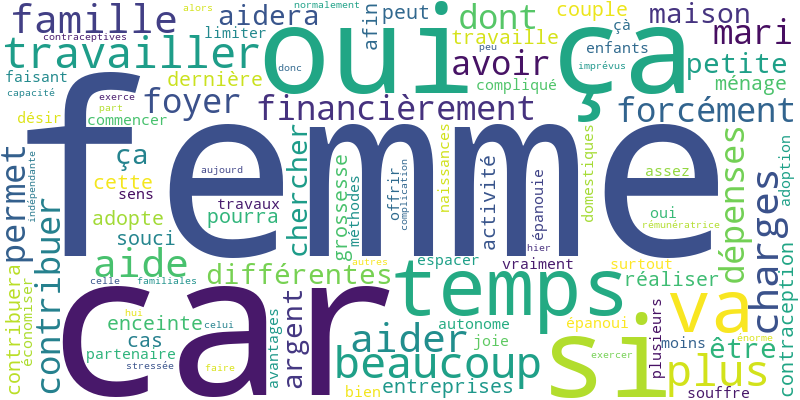 famille
contraceptives
alors
aidera
limiter
normalement
afin
peut
dont
couple
çà
maison
mari
travailler
oui
ça
travaille
enfants
petite
faisant
dernière
donc
avoir
peu
compliqué
imprévus
ménage
capacité
exerce
part
désir
commencer
foyer
financièrement
forcément
femme
permet
indépendante
ça
cette
sens
aujourd
travaux
chercher
grossesse
méthodes
offrir
complication
activité
épanouie
naissances
domestiques
assez
dépenses
charges
adoption
contribuer
adopte
pourra
souci
oui
rémunératrice
hier
aide
différentes
autres
espacer
vraiment
surtout
réaliser
contribuera
économiser
celle
familiales
car
temps
si
va
contraception
hui
enceinte
celui
avantages
argent
aider
autonome
joie
épanoui
plusieurs
moins
être
énorme
cas
partenaire
stressée
faire
beaucoup
bien
entreprises
exercer
plus
souffre